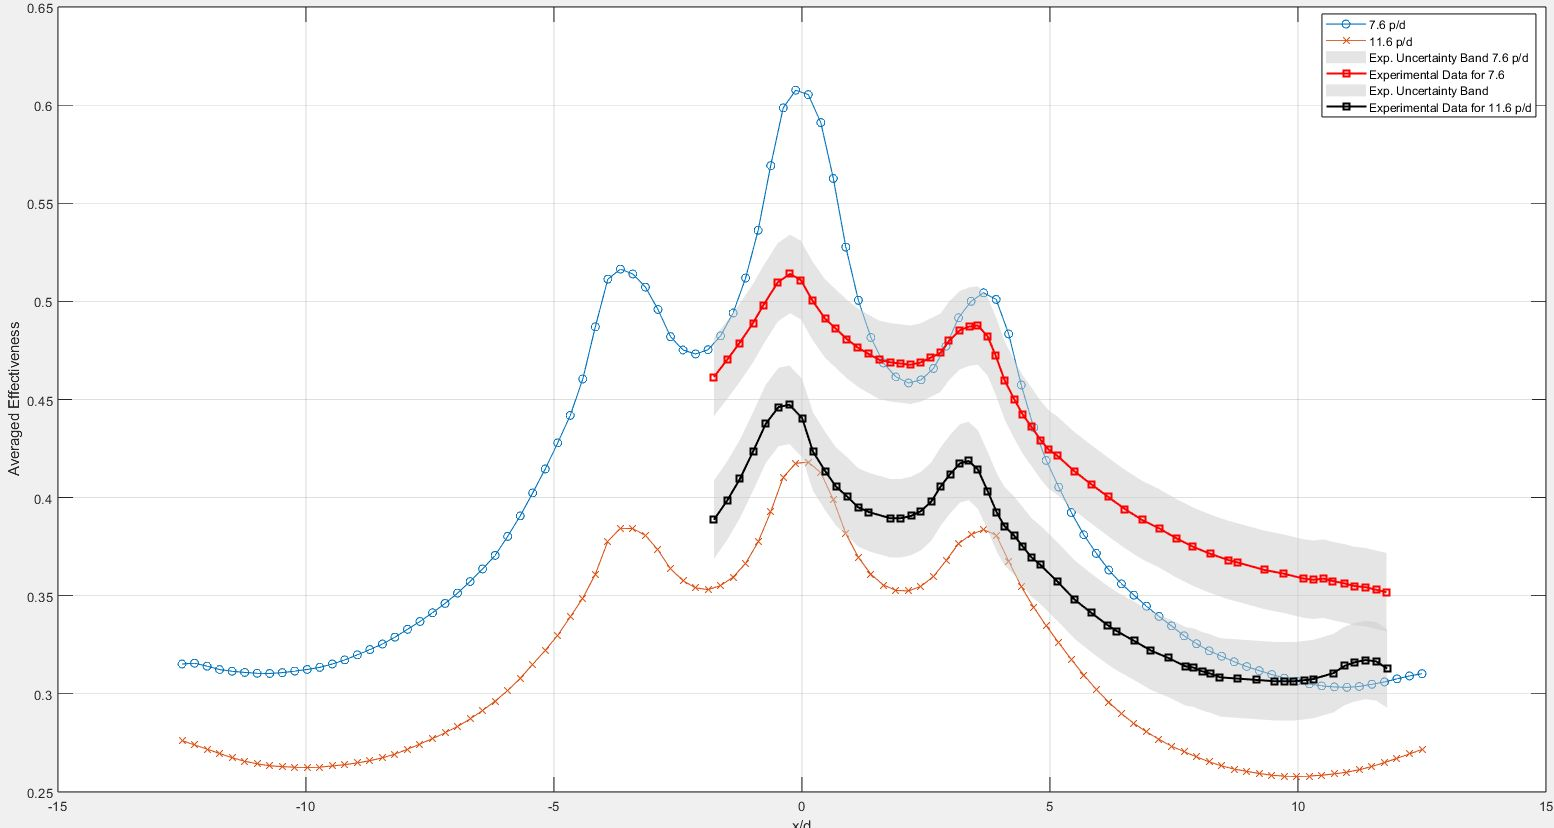 0.65
0.6
0.55
0.5
0.45
0.4
0.35
0.3
0.25
Averaged Effectiveness
7.6 p/d
11.6 p/d
Exp. Uncertainty Band 7.6 p/d
Experimental Data for 7.6
Exp. Uncertainty Band
Experimental Data for 11.6 p/d
-15
-10
-5
0
5
10
15
x/d